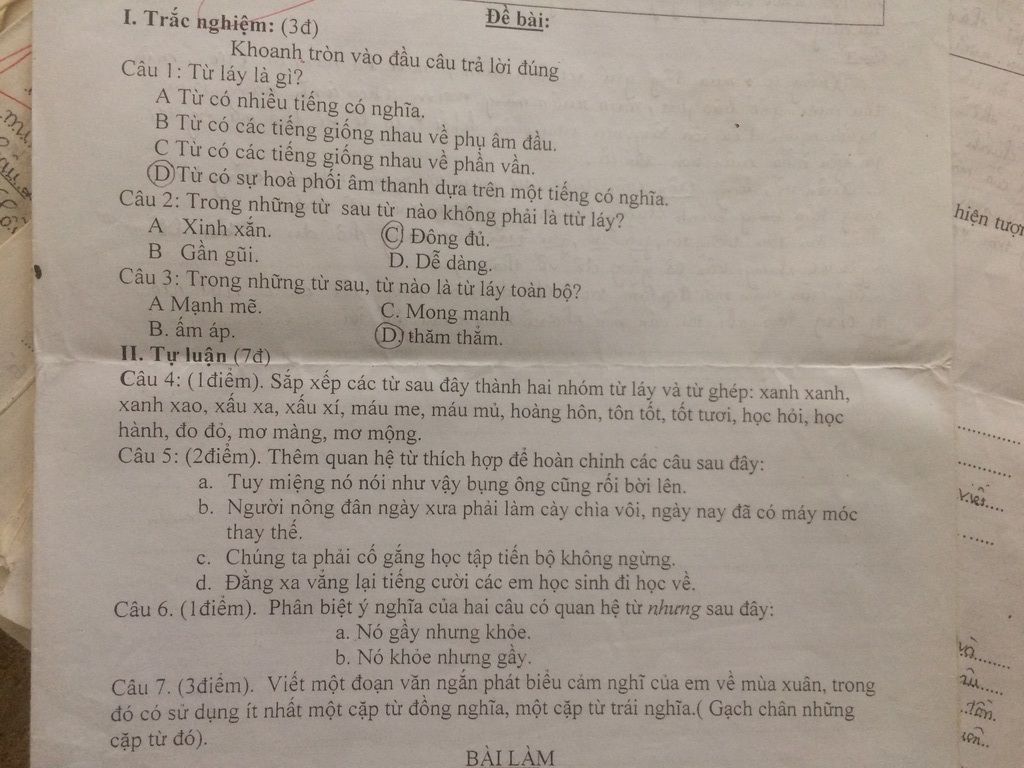 Đề bài:
I. Trắc nghiệm: (3đ)
Khoanh tròn vào đầu câu trả lời đúng
Câu 1: Từ láy là gì?
A Từ có nhiều tiếng có nghĩa.
B Từ có các tiếng giống nhau về phụ âm đầu.
C Từ có các tiếng giống nhau về phần vần.
D Từ có sự hoà phối âm thanh dựa trên một tiếng có nghĩa.
Câu 2: Trong những từ sau từ nào không phải là ttừ láy?
A Xinh xắn. C Đông đủ.
B Gần gũi. D. Dễ dàng.
Câu 3: Trong những từ sau, từ nào là từ láy toàn bộ?
A Mạnh mẽ. C. Mong manh
B. ấm áp. D. thăm thẳm.
II. Tự luận (7đ)
Câu 4: (1điểm). Sắp xếp các từ sau đây thành hai nhóm từ láy và từ ghép: xanh xanh,
xanh xao, xấu xa, xấu xí, máu me, máu mủ, hoàng hôn, tôn tốt, tốt tươi, học hỏi, học
hành, đo đỏ, mơ màng, mơ mộng.
Câu 5: (2điểm). Thêm quan hệ từ thích hợp để hoàn chỉnh các câu sau đây:
a. Tuy miệng nó nói như vậy bụng ông cũng rối bời lên.
b. Người nông đân ngày xưa phải làm cày chìa vôi, ngày nay đã có máy móc
thay thế.
c. Chúng ta phải cố gắng học tập tiến bộ không ngừng.
d. Đằng xa vẳng lại tiếng cười các em học sinh đi học về.
Câu 6. (1điểm). Phân biệt ý nghĩa của hai câu có quan hệ từ nhưng sau đây:
a. Nó gầy nhưng khỏe.
b. Nó khỏe nhưng gầy.
Câu 7. (3điểm). Viết một đoạn văn ngắn phát biểu cảm nghĩ của em về mùa xuân, trong
đó có sử dụng ít nhất một cặp từ đồng nghĩa, một cặp từ trái nghĩa.( Gạch chân những
cặp từ đó).
BÀI LÀM
hiện tượn